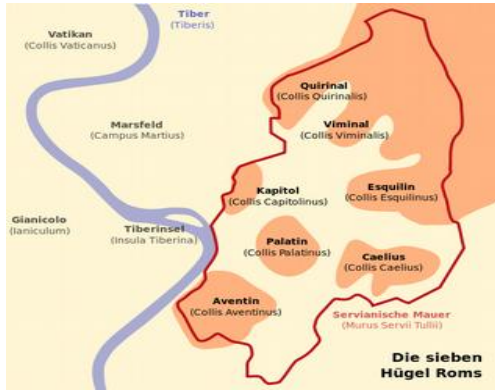 Tiber
(Tiberis)
Vatikan
(Collis Vaticanus)
Quirinal
(Collis Quirinalis)
Marsfeld
(Campus Martius)
Viminal
(Collis Viminalis)
Kapitol
(Collis Capitolinus)
Esquilin
(Collis Esquilinus)
Gianicolo
(Ianiculum)
Tiberinsel
(Insula Tiberina)
Palatin
(Collis Palatinus)
Caelius
(Collis Caelius)
Aventin
(Collis Aventinus)
Servianische Mauer
(Murus Servii Tullii)
Die sieben
Hügel Roms